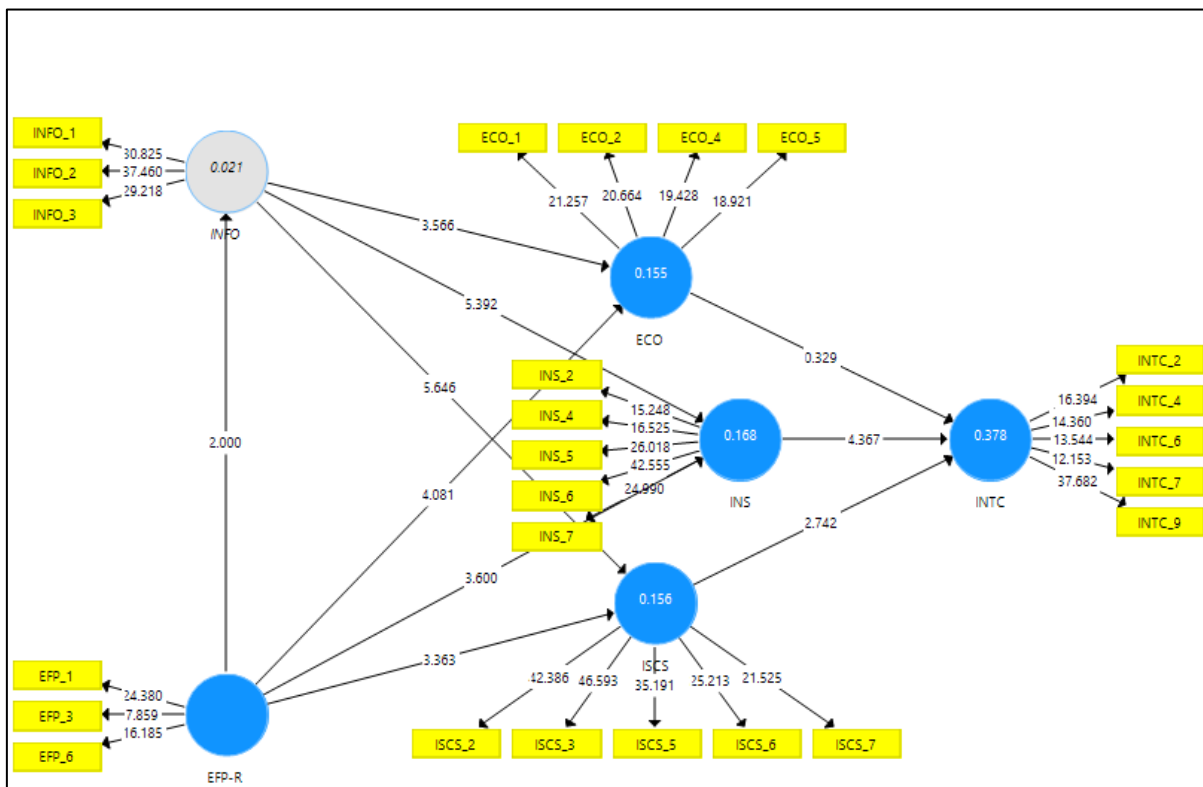 INFO_1
INFO_2
INFO_3
30.825
37.460
29.218
0.021
INFO
ECO_1
ECO_2
ECO_4
ECO_5
21.257
20.664
19.428
18.921
3.566
0.155
ECO
5.392
5.646
4.081
2.000
0.329
INS_2
INS_4
INS_5
INS_6
INS_7
15.248
16.525
26.018
42.555
24.990
0.168
INS
4.367
0.378
INTC
16.394
14.360
13.544
12.153
37.682
INTC_2
INTC_4
INTC_6
INTC_7
INTC_9
2.742
3.600
3.363
0.156
ISCS
42.386
46.593
35.191
25.213
21.525
ISCS_2
ISCS_3
ISCS_5
ISCS_6
ISCS_7
EFP_1
EFP_3
EFP_6
24.380
7.859
16.185
EFP-R